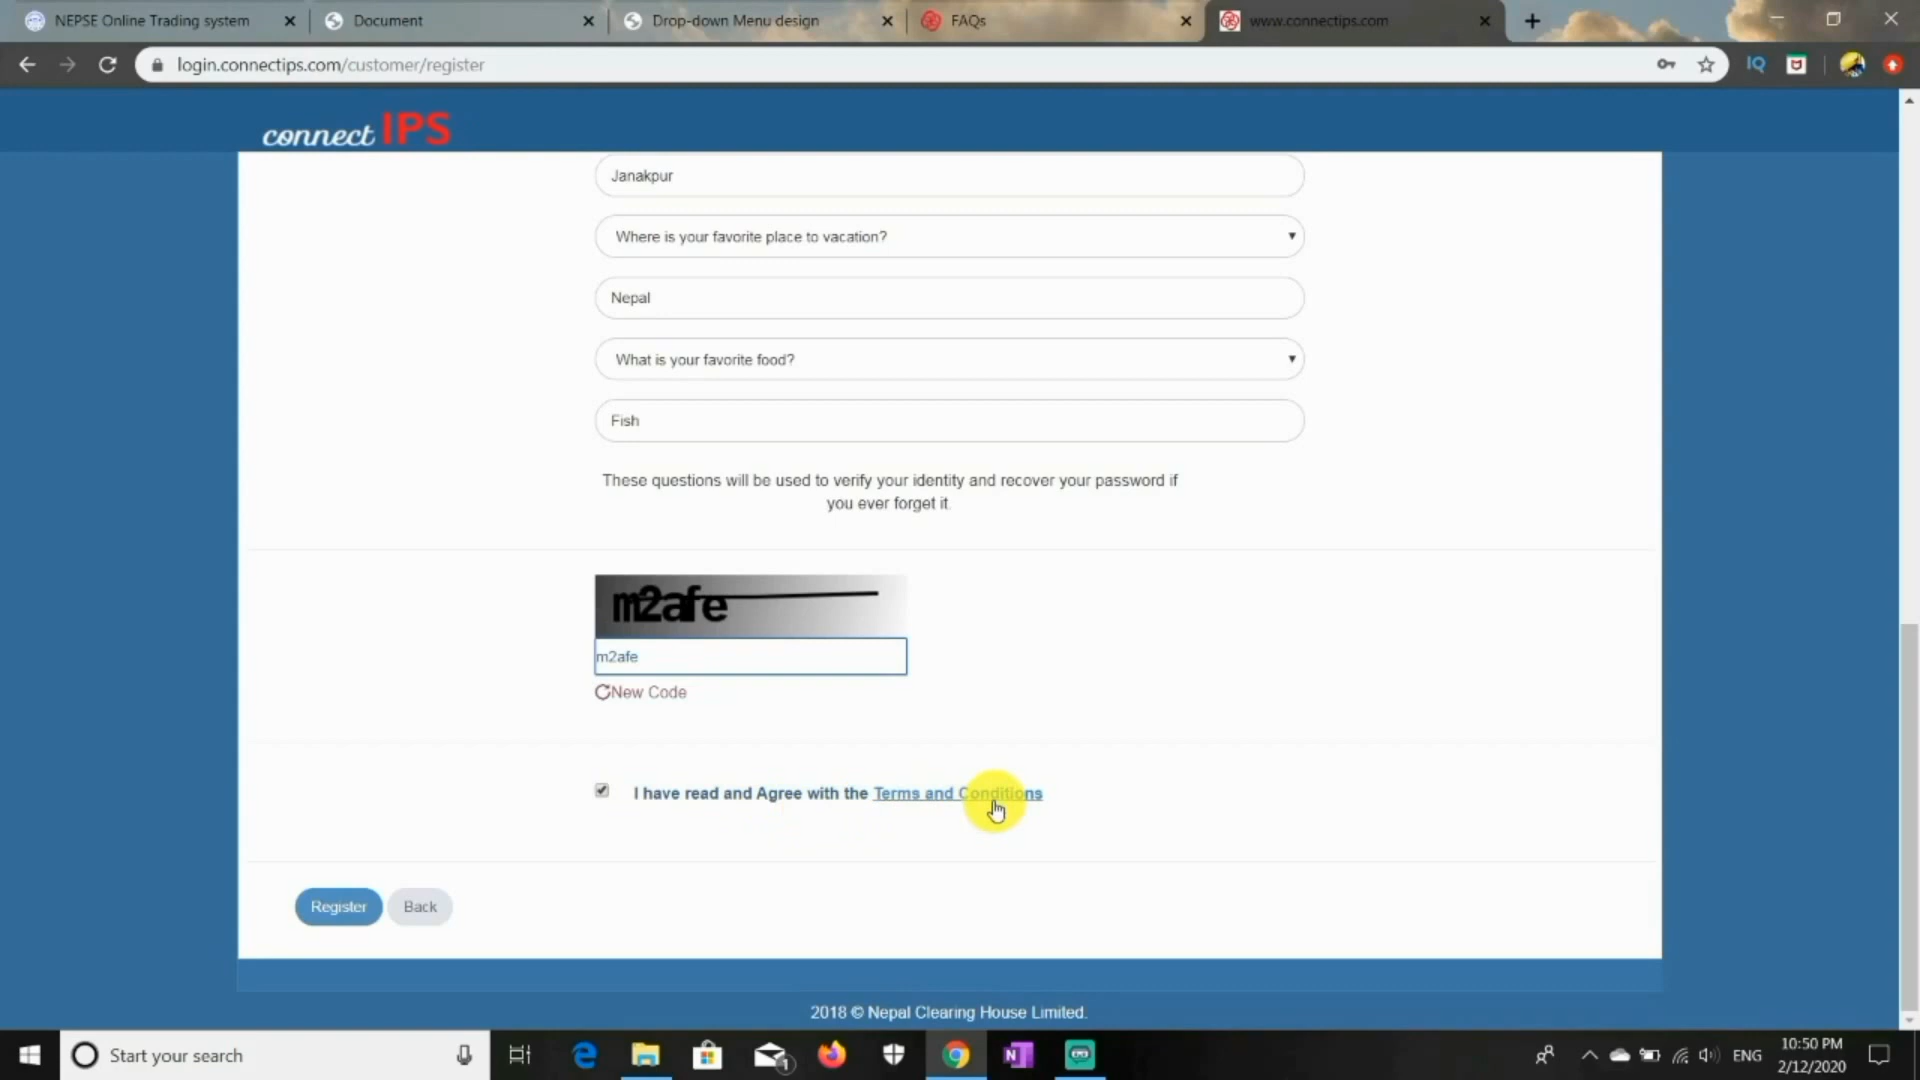 NEPSE Online Trading system
Document
Drop-down Menu design
FAQs
www.connectips.com
login.connectips.com/customer/register
IQ
connect IPS
Janakpur
Where is your favorite place to vacation?
Nepal
What is your favorite food?
Fish
These questions will be used to verify your identity and recover your password if
you ever forget it.
m2afe
m2afe
New Code
I have read and Agree with the Terms and Conditions
Register
Back
2018 © Nepal Clearing House Limited.
Start your search
1
ENG
10:50 PM
2/12/2020